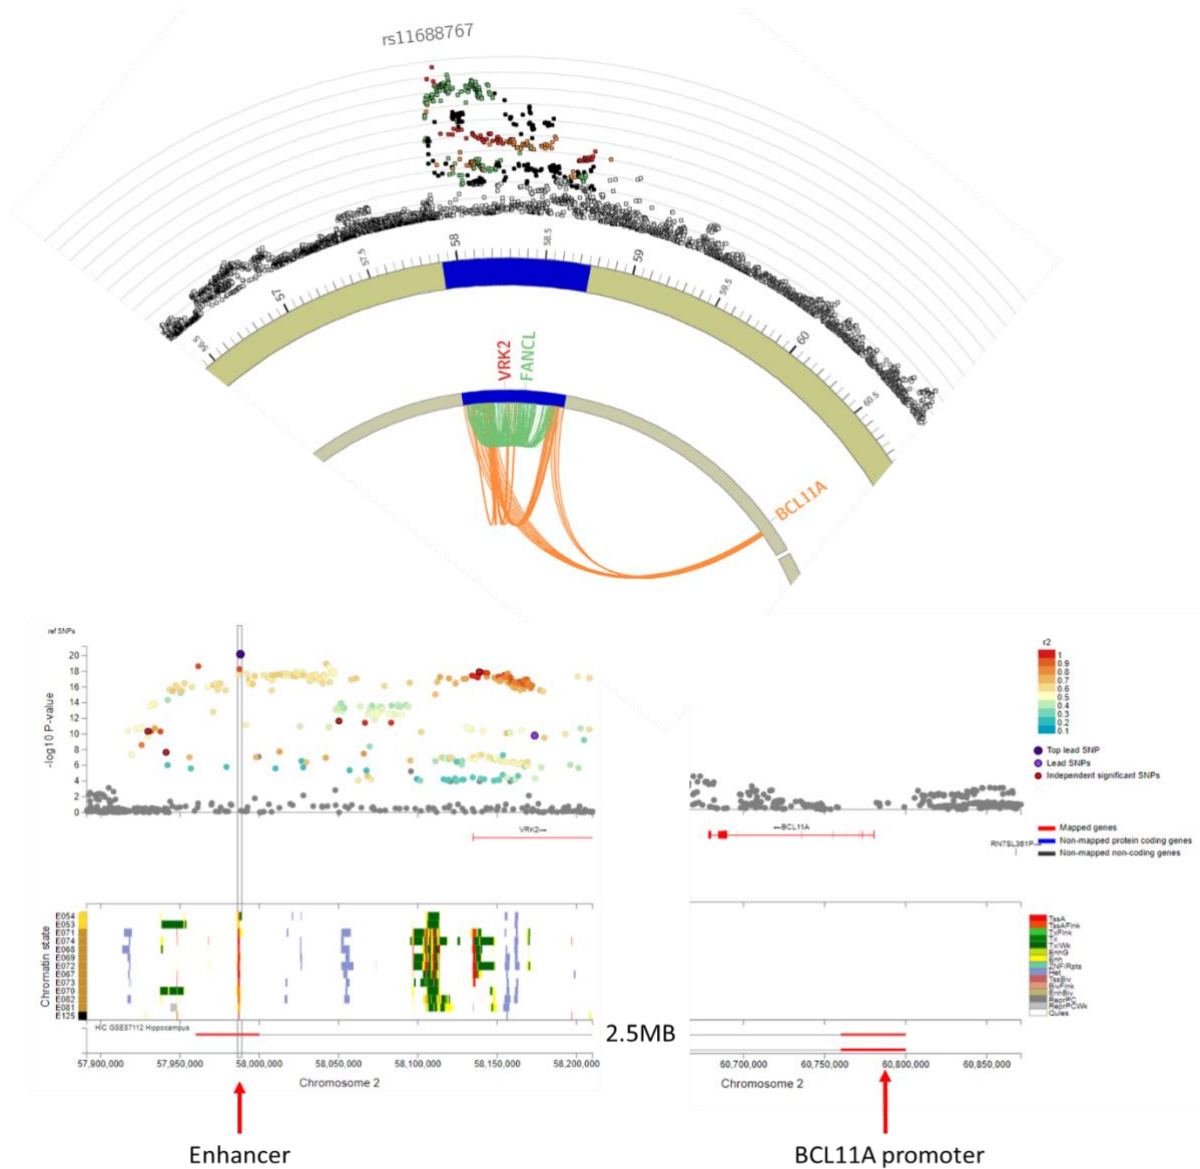 rs11688767
56.5
57
57.5
58
58.5
59
59.5
60
60.5
VRK2
FANCL
BCL11A
ref SNPs
-log10 P-value
20
18
16
14
12
10
8
6
4
2
0
VRK2→
←BCL11A
RN7SL361P→
r2
1
0.9
0.8
0.7
0.6
0.5
0.4
0.3
0.2
0.1
Top lead SNP
Lead SNPs
Independent significant SNPs
Mapped genes
Non-mapped protein coding genes
Non-mapped non-coding genes
Chromatin state
E054
E053
E071
E074
E068
E069
E072
E067
E073
E070
E082
E081
E125
TssA
TssAFlnk
TxFlnk
Tx
TxWk
EnhG
Enh
ZNF/Rpts
Het
TssBiv
BivFlnk
EnhBiv
ReprPC
ReprPCWk
Quies
HiC GSE87112 Hippocampus
2.5MB
57,900,000 57,950,000 58,000,000 58,050,000 58,100,000 58,150,000 58,200,000
Chromosome 2
60,700,000 60,750,000 60,800,000 60,850,000
Chromosome 2
Enhancer
BCL11A promoter